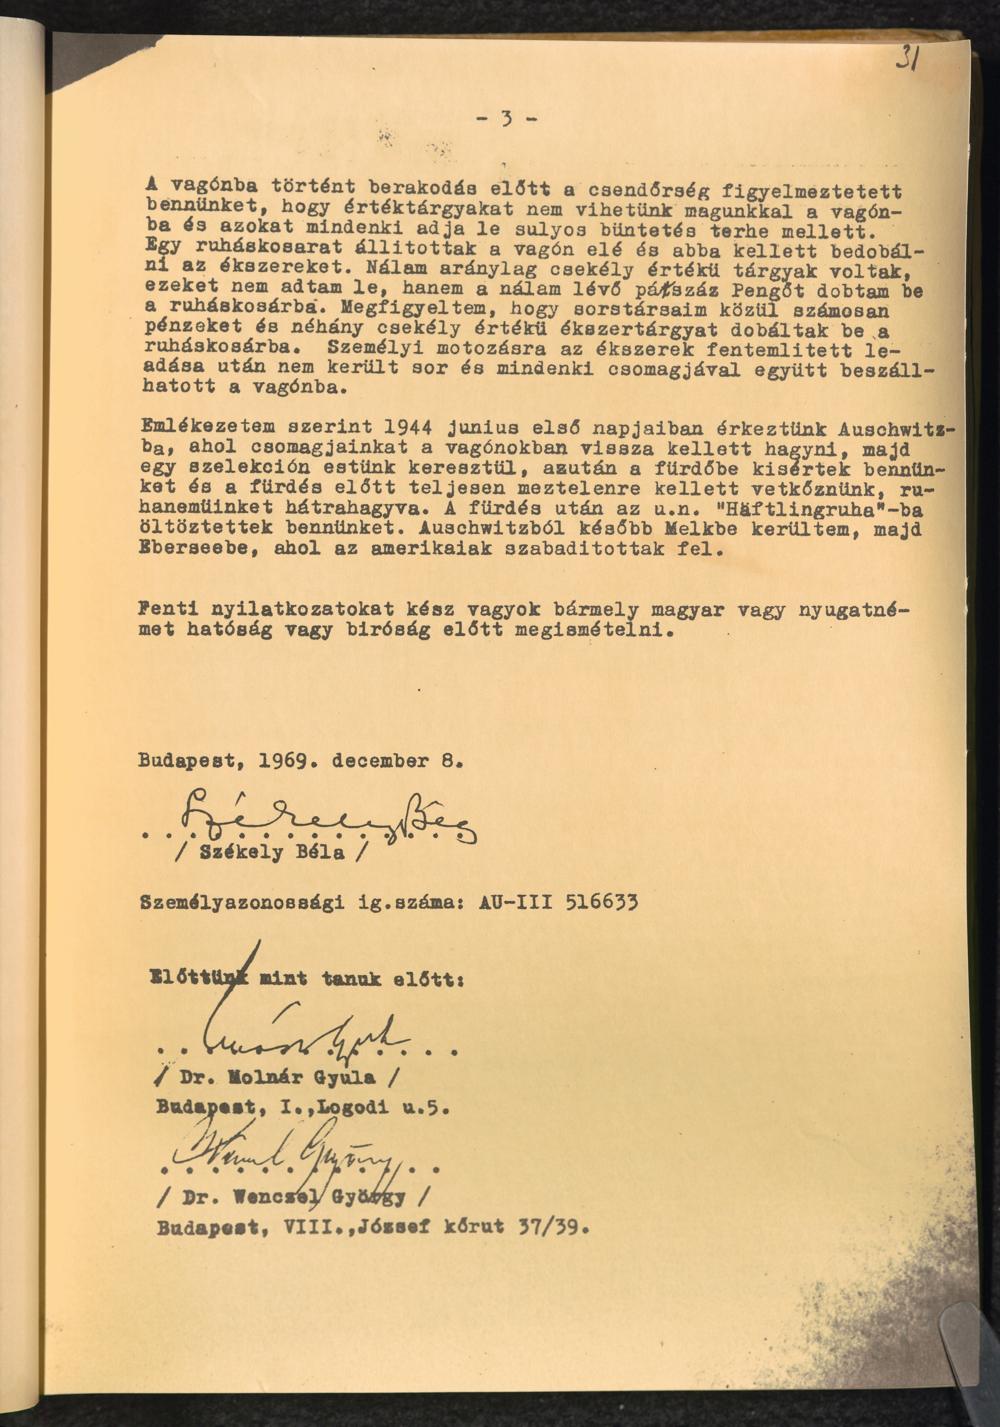 31
- 3 -
A vagónba történt berakodás előtt a csendőrség figyelmeztetett
bennünket, hogy értéktárgyakat nem vihetünk magunkkal a vagón-
ba és azokat mindenki adja le sulyos büntetés terhe mellett.
Egy ruháskosarat állitottak a vagón elé és abba kellett bedobál-
ni az ékszereket. Nálam aránylag csekély értékü tárgyak voltak,
ezeket nem adtam le, hanem a nálam lévő pátszáz Pengőt dobtam be
a ruháskosárba. Megfigyeltem, hogy sorstársaim közül számosan
pénzeket és néhány csekély értékü ékszertárgyat dobáltak be a
ruháskosárba. Személyi motozásra az ékszerek fentemlitett le-
adása után nem került sor és mindenki csomagjával együtt beszáll-
hatott a vagónba.
Emlékezetem szerint 1944 junius első napjaiban érkeztünk Auschwitz-
ba, ahol csomagjainkat a vagónokban vissza kellett hagyni, majd
egy szelekción estünk keresztül, azután a fürdőbe kisértek bennün-
ket és a fürdés előtt teljesen meztelenre kellett vetkőznünk, ru-
hanemüinket hátrahagyva. A fürdés után az u.n. "Häftlingruha"-ba
öltöztettek bennünket. Auschwitzból később Melkbe kerültem, majd
Eberseebe, ahol az amerikaiak szabaditottak fel.
Fenti nyilatkozatokat kész vagyok bármely magyar vagy nyugatné-
met hatóság vagy biróság előtt megismételni.
Budapest, 1969. december 8.
Székely Béla
/ Székely Béla /
Személyazonossági ig.száma: AU-III 516633
Előttünk mint tanuk előtt:
Molnár Gyula
/ Dr. Molnár Gyula /
Budapest, I.,Logodi u.5.
Wenczel György
/ Dr. Wenczel György /
Budapest, VIII.,József kőrut 37/39.